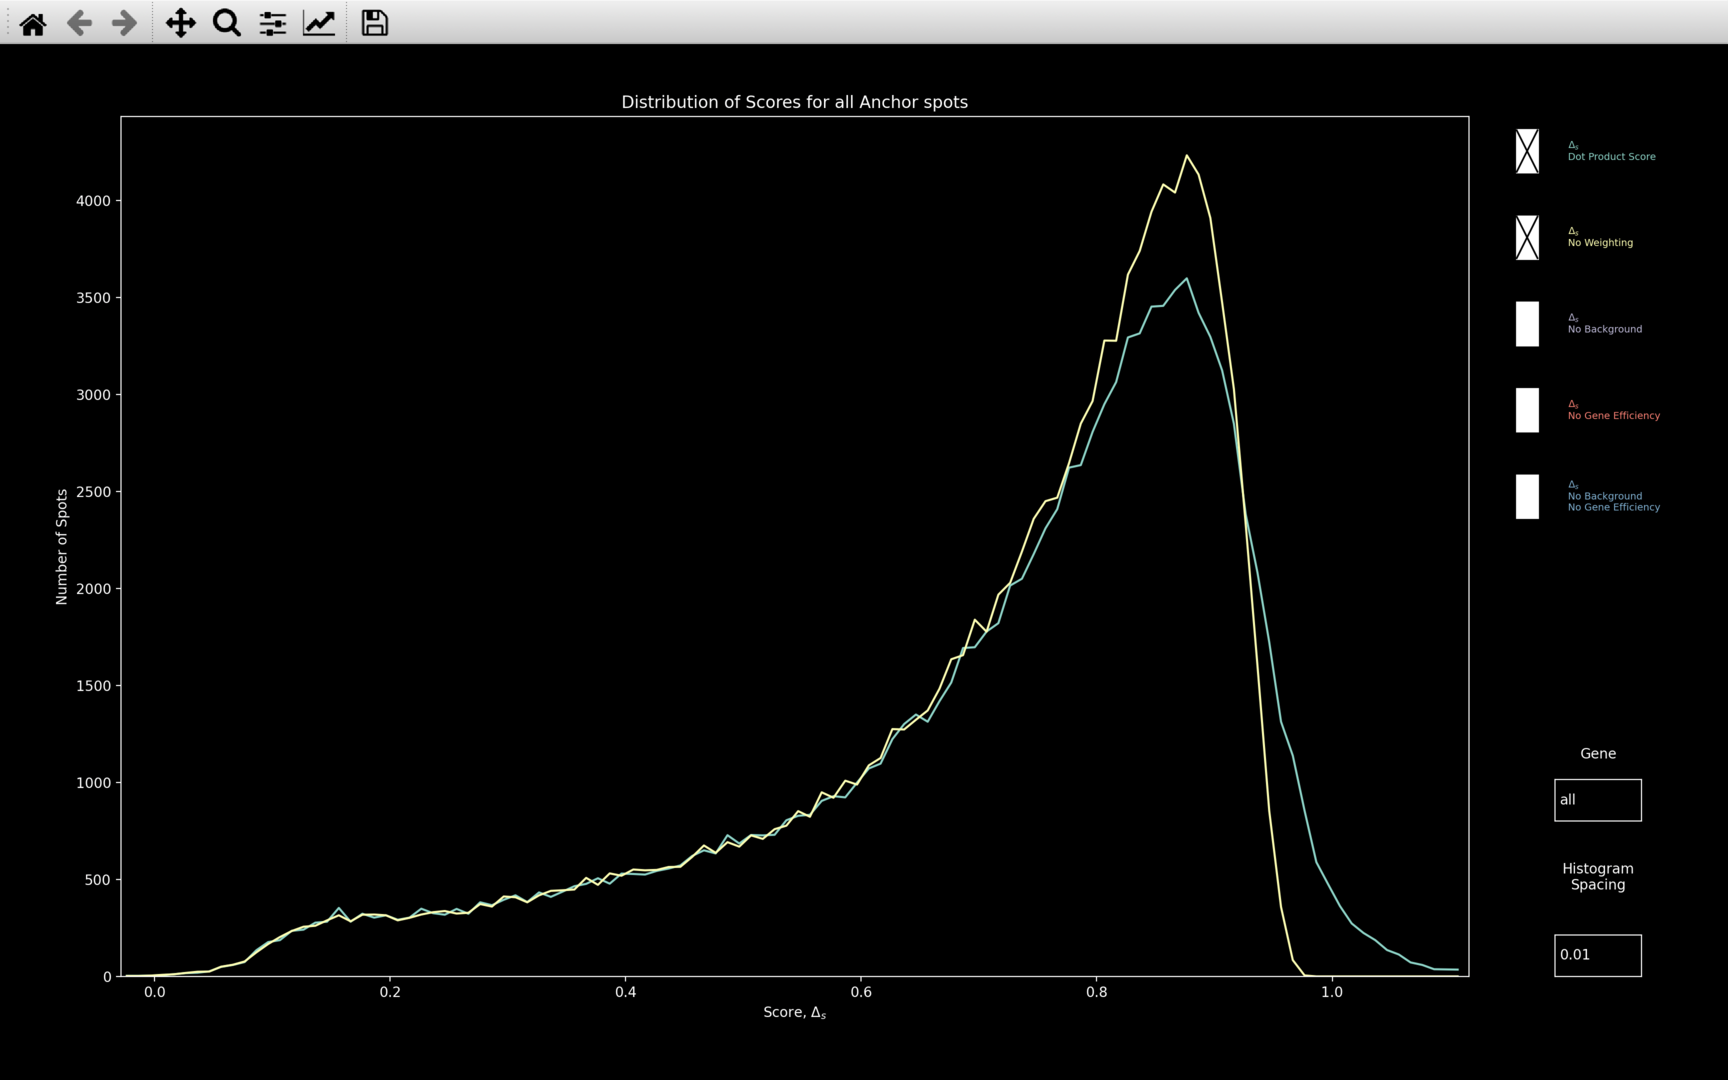 Distribution of Scores for all Anchor spots
Δs
Dot Product Score
Δs
No Weighting
Δs
No Background
Δs
No Gene Efficiency
Δs
No Background
No Gene Efficiency
Number of Spots
4000
3500
3000
2500
2000
1500
1000
500
0
0.0
0.2
0.4
0.6
0.8
1.0
Score, Δs
Gene
all
Histogram
Spacing
0.01